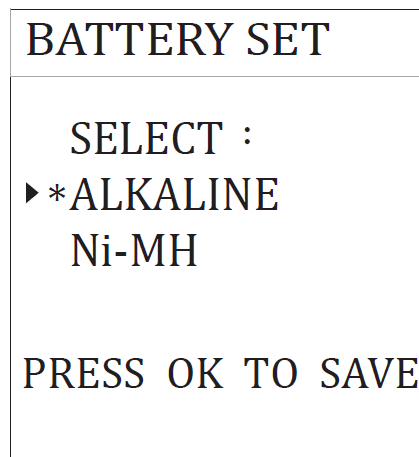 BATTERY SET
SELECT :
▶*ALKALINE
Ni-MH
PRESS OK TO SAVE